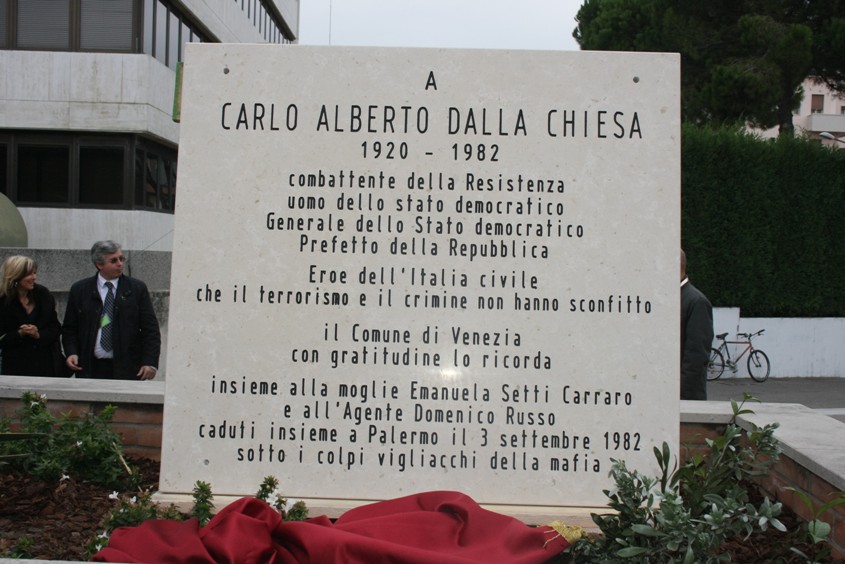 A
CARLO ALBERTO DALLA CHIESA
1920 - 1982
combattente della Resistenza
uomo dello stato democratico
Generale dello Stato democratico
Prefetto della Repubblica
Eroe dell'Italia civile
che il terrorismo e il crimine non hanno sconfitto
il Comune di Venezia
con gratitudine lo ricorda
insieme alla moglie Emanuela Setti Carraro
e all'Agente Domenico Russo
caduti insieme a Palermo il 3 settembre 1982
sotto i colpi vigliacchi della mafia